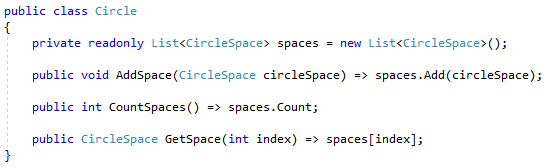 public class Circle
{
    private readonly List<CircleSpace> spaces = new List<CircleSpace>();
    public void AddSpace(CircleSpace circleSpace) => spaces.Add(circleSpace);
    public int CountSpaces() => spaces.Count;
    public CircleSpace GetSpace(int index) => spaces[index];
}